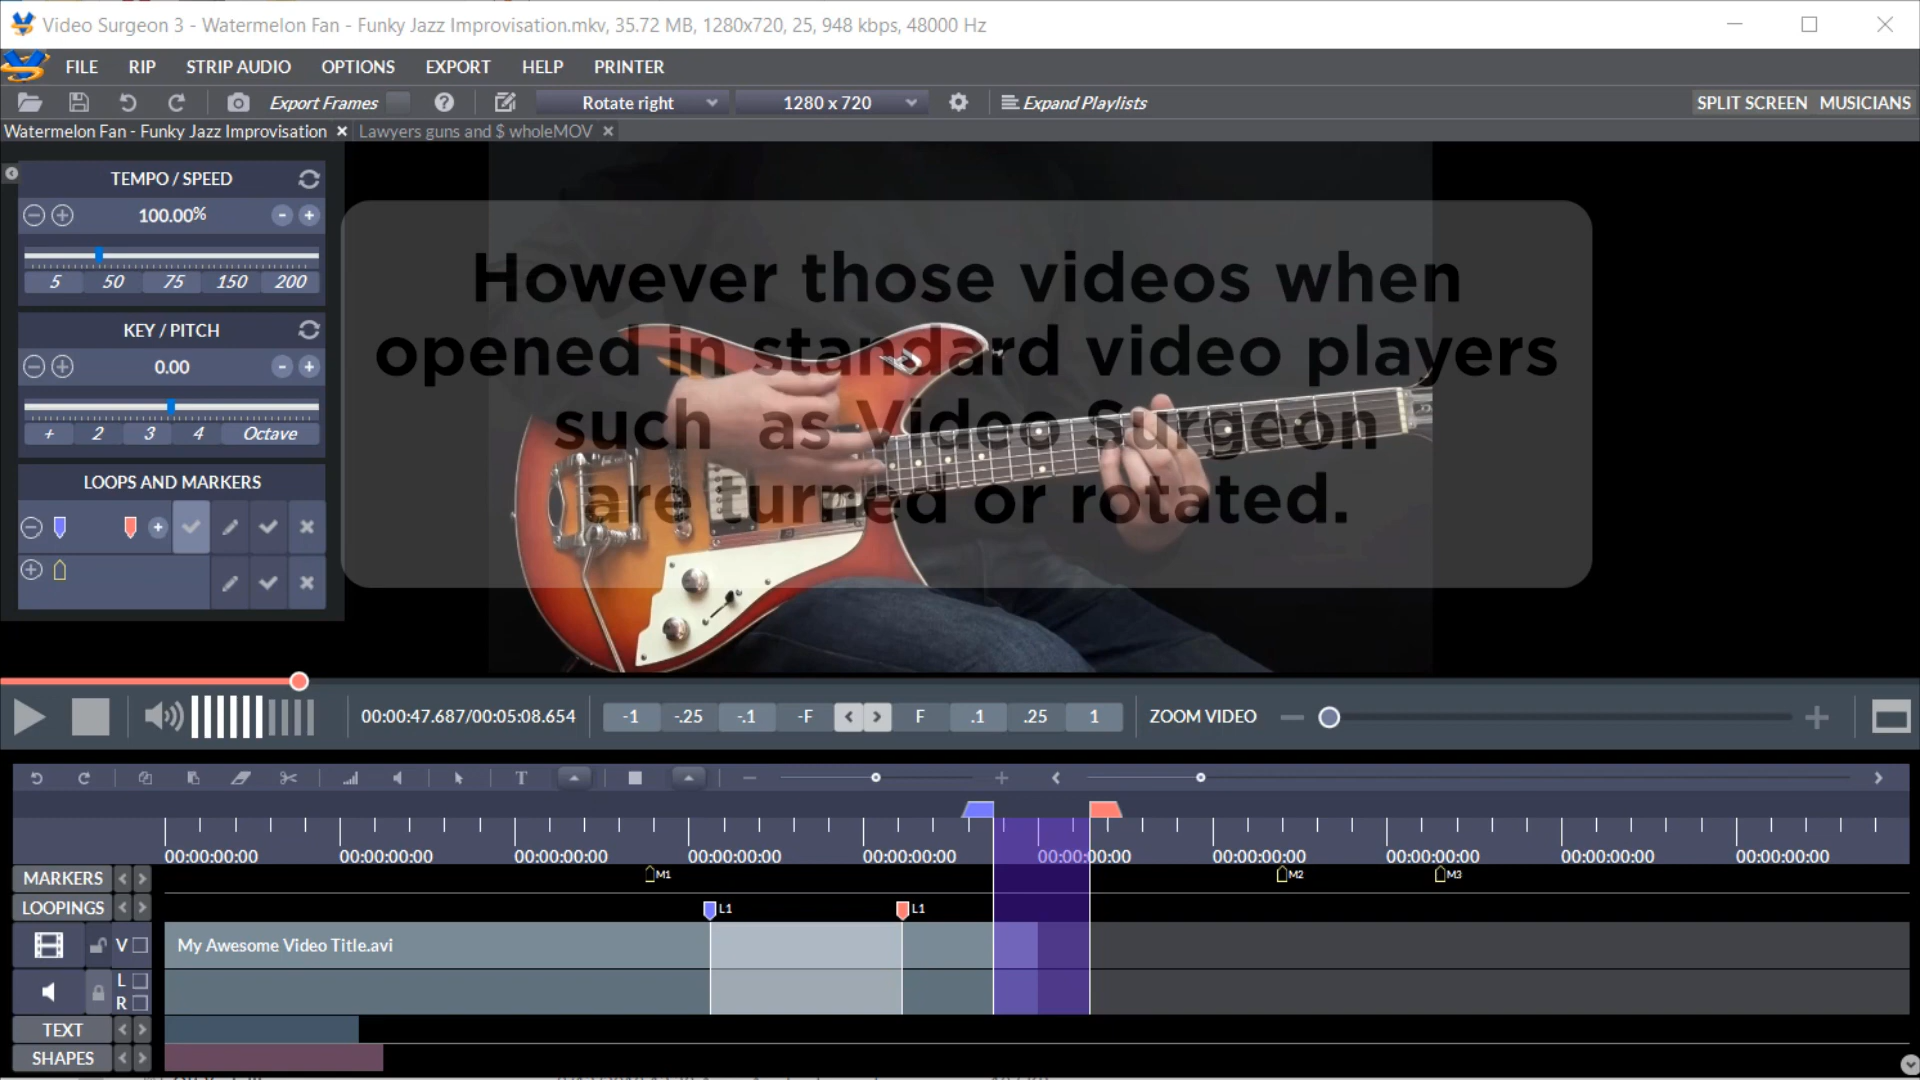 Video Surgeon 3 - Watermelon Fan - Funky Jazz Improvisation.mkv, 35.72 MB, 1280x720, 25, 948 kbps, 48000 Hz
FILE RIP STRIP AUDIO OPTIONS EXPORT HELP PRINTER
Export Frames Rotate right 1280 x 720 Expand Playlists SPLIT SCREEN MUSICIANS
Watermelon Fan - Funky Jazz Improvisation Lawyers guns and $ wholeMOV
TEMPO / SPEED
100.00%
5 50 75 150 200
KEY / PITCH
0.00
+ 2 3 4 Octave
LOOPS AND MARKERS
However those videos when
opened in standard video players
such as Video Surgeon
are turned or rotated.
00:00:47.687/00:05:08.654 -1 -.25 -.1 -F < > F .1 .25 1 ZOOM VIDEO
T
00:00:00:00 00:00:00:00 00:00:00:00 00:00:00:00 00:00:00:00 00:00:00:00 00:00:00:00 00:00:00:00 00:00:00:00 00:00:00:00
MARKERS M1 M2 M3
LOOPINGS L1 L1
V My Awesome Video Title.avi
L
R
TEXT
SHAPES